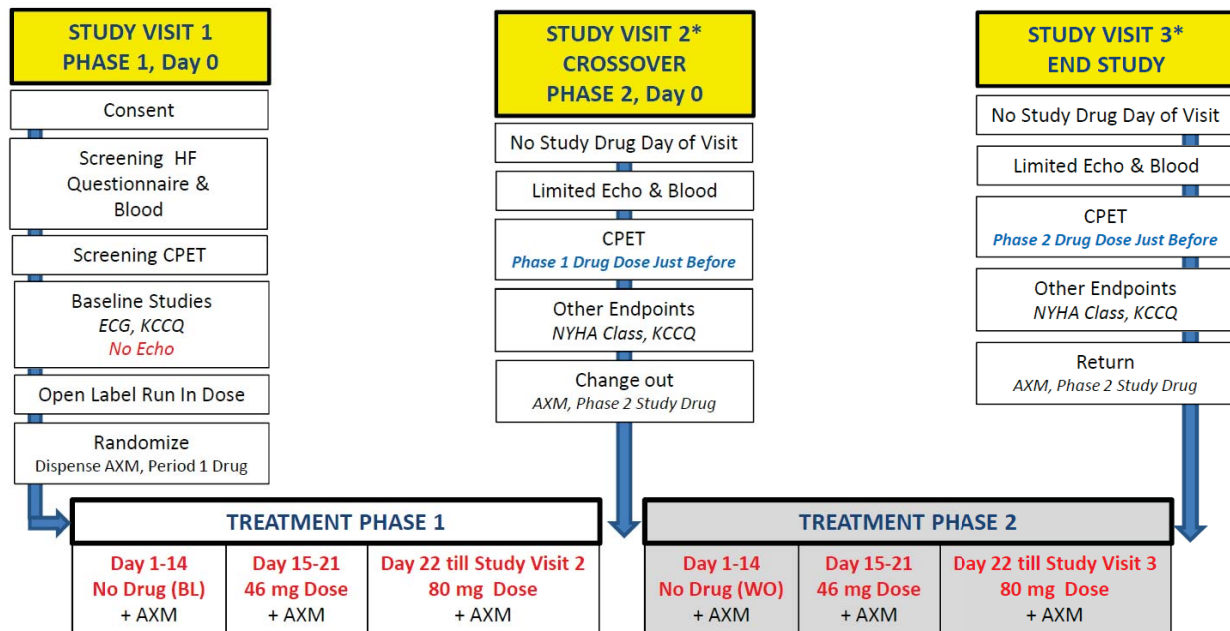 STUDY VISIT 1
PHASE 1, Day 0
Consent
Screening HF
Questionnaire &
Blood
Screening CPET
Baseline Studies
ECG, KCCQ
No Echo
Open Label Run In Dose
Randomize
Dispense AXM, Period 1 Drug
STUDY VISIT 2*
CROSSOVER
PHASE 2, Day 0
No Study Drug Day of Visit
Limited Echo & Blood
CPET
Phase 1 Drug Dose Just Before
Other Endpoints
NYHA Class, KCCQ
Change out
AXM, Phase 2 Study Drug
STUDY VISIT 3*
END STUDY
No Study Drug Day of Visit
Limited Echo & Blood
CPET
Phase 2 Drug Dose Just Before
Other Endpoints
NYHA Class, KCCQ
Return
AXM, Phase 2 Study Drug
TREATMENT PHASE 1
Day 1-14
No Drug (BL)
+ AXM
Day 15-21
46 mg Dose
+ AXM
Day 22 till Study Visit 2
80 mg Dose
+ AXM
TREATMENT PHASE 2
Day 1-14
No Drug (WO)
+ AXM
Day 15-21
46 mg Dose
+ AXM
Day 22 till Study Visit 3
80 mg Dose
+ AXM